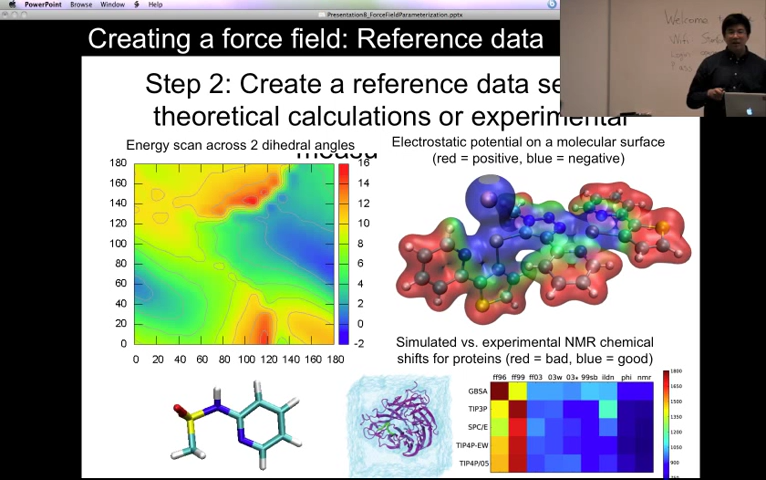 PowerPoint Browse Window Help
PresentationB_ForceFieldParameterization.pptx
Creating a force field: Reference data
Welcome
Wifi
Step 2: Create a reference data se
theoretical calculations or experimental
measu
Energy scan across 2 dihedral angles
Electrostatic potential on a molecular surface
(red = positive, blue = negative)
180
160
140
120
100
80
60
40
20
0
0 20 40 60 80 100 120 140 160 180
16
14
12
10
8
6
4
2
0
-2
Simulated vs. experimental NMR chemical
shifts for proteins (red = bad, blue = good)
ff96 ff99 ff03 03w 03* 99sb ildn phi nmr
GBSA
TIP3P
SPC/E
TIP4P-EW
TIP4P/05
1800
1650
1500
1350
1200
1050
900